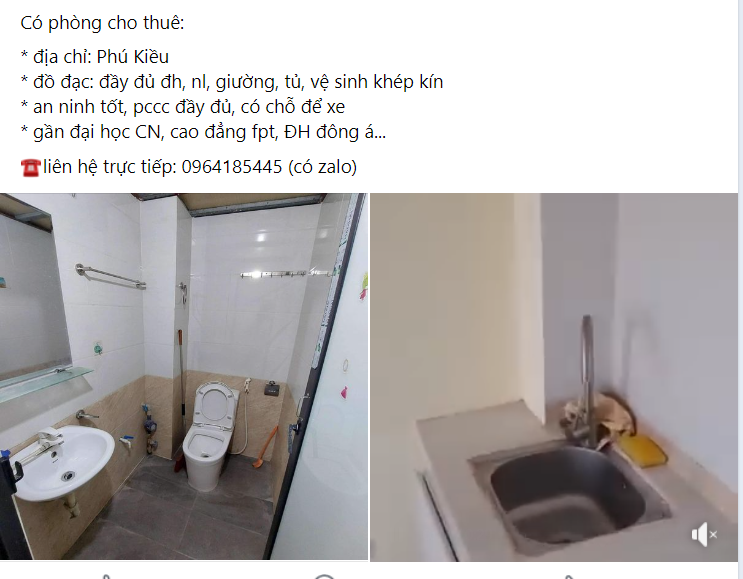 Có phòng cho thuê:
* địa chỉ: Phú Kiều
* đồ đạc: đầy đủ đh, nl, giường, tủ, vệ sinh khép kín
* an ninh tốt, pccc đầy đủ, có chỗ để xe
* gần đại học CN, cao đẳng fpt, ĐH đông á...
☎️liên hệ trực tiếp: 0964185445 (có zalo)